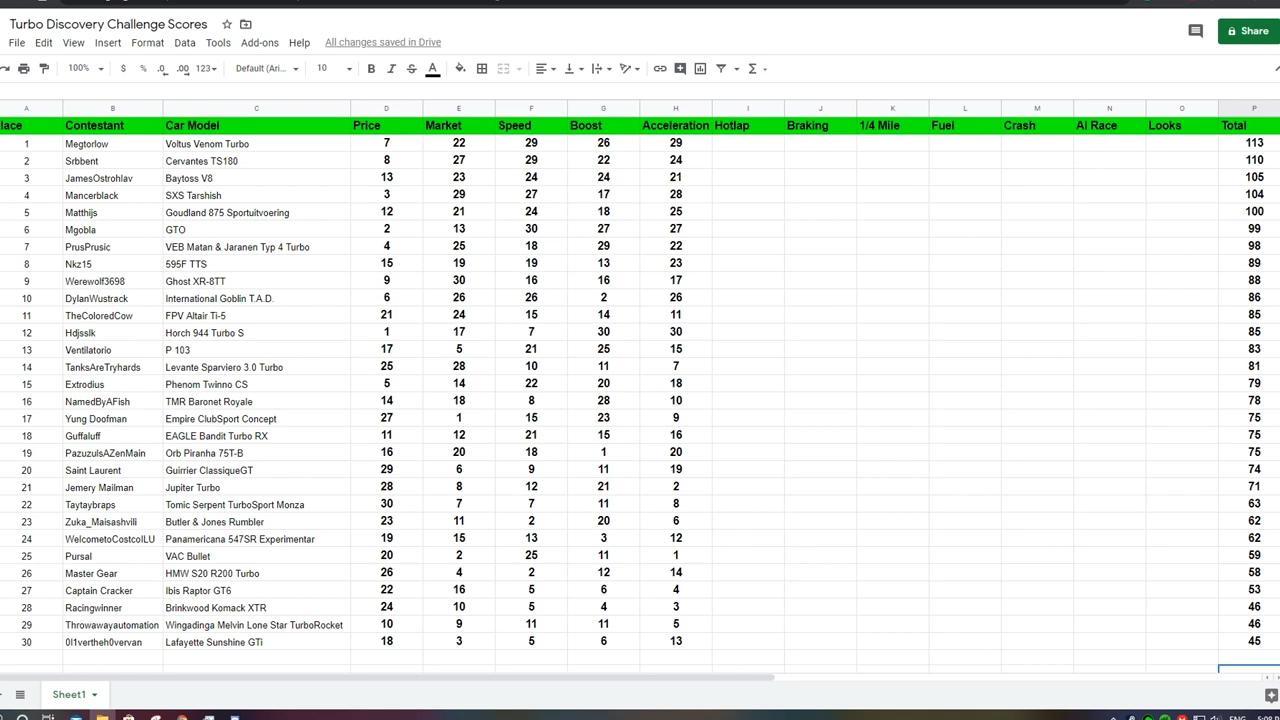 Turbo Discovery Challenge Scores
File Edit View Insert Format Data Tools Add-ons Help All changes saved in Drive
Share
100% $ % .0 .00 123 Default (Ari... 10 B I S A
A B C D E F G H I J K L M N O P
lace Contestant Car Model Price Market Speed Boost Acceleration Hotlap Braking 1/4 Mile Fuel Crash AI Race Looks Total
1 Megtorlow Voltus Venom Turbo 7 22 29 26 29 113
2 Srbbent Cervantes TS180 8 27 29 22 24 110
3 JamesOstrohlav Baytoss V8 13 23 24 24 21 105
4 Mancerblack SXS Tarshish 3 29 27 17 28 104
5 Matthijs Goudland 875 Sportuitvoering 12 21 24 18 25 100
6 Mgobla GTO 2 13 30 27 27 99
7 PrusPrusic VEB Matan & Jaranen Typ 4 Turbo 4 25 18 29 22 98
8 Nkz15 595F TTS 15 19 19 13 23 89
9 Werewolf3698 Ghost XR-8TT 9 30 16 16 17 88
10 DylanWustrack International Goblin T.A.D. 6 26 26 2 26 86
11 TheColoredCow FPV Altair Ti-5 21 24 15 14 11 85
12 Hdjsslk Horch 944 Turbo S 1 17 7 30 30 85
13 Ventilatorio P 103 17 5 21 25 15 83
14 TanksAreTryhards Levante Sparviero 3.0 Turbo 25 28 10 11 7 81
15 Extrodius Phenom Twinno CS 5 14 22 20 18 79
16 NamedByAFish TMR Baronet Royale 14 18 8 28 10 78
17 Yung Doofman Empire ClubSport Concept 27 1 15 23 9 75
18 Guffaluff EAGLE Bandit Turbo RX 11 12 21 15 16 75
19 PazuzulsAZenMain Orb Piranha 75T-B 16 20 18 1 20 75
20 Saint Laurent Guirrier ClassiqueGT 29 6 9 11 19 74
21 Jemery Mailman Jupiter Turbo 28 8 12 21 2 71
22 Taytaybraps Tomic Serpent TurboSport Monza 30 7 7 11 8 63
23 Zuka_Maisashvili Butler & Jones Rumbler 23 11 2 20 6 62
24 WelcometoCostcoILU Panamericana 547SR Experimentar 19 15 13 3 12 62
25 Pursal VAC Bullet 20 2 25 11 1 59
26 Master Gear HMW S20 R200 Turbo 26 4 2 12 14 58
27 Captain Cracker Ibis Raptor GT6 22 16 5 6 4 53
28 Racingwinner Brinkwood Komack XTR 24 10 5 4 3 46
29 Throwawayautomation Wingadinga Melvin Lone Star TurboRocket 10 9 11 11 5 46
30 0l1vertheh0vervan Lafayette Sunshine GTi 18 3 5 6 13 45
Sheet1